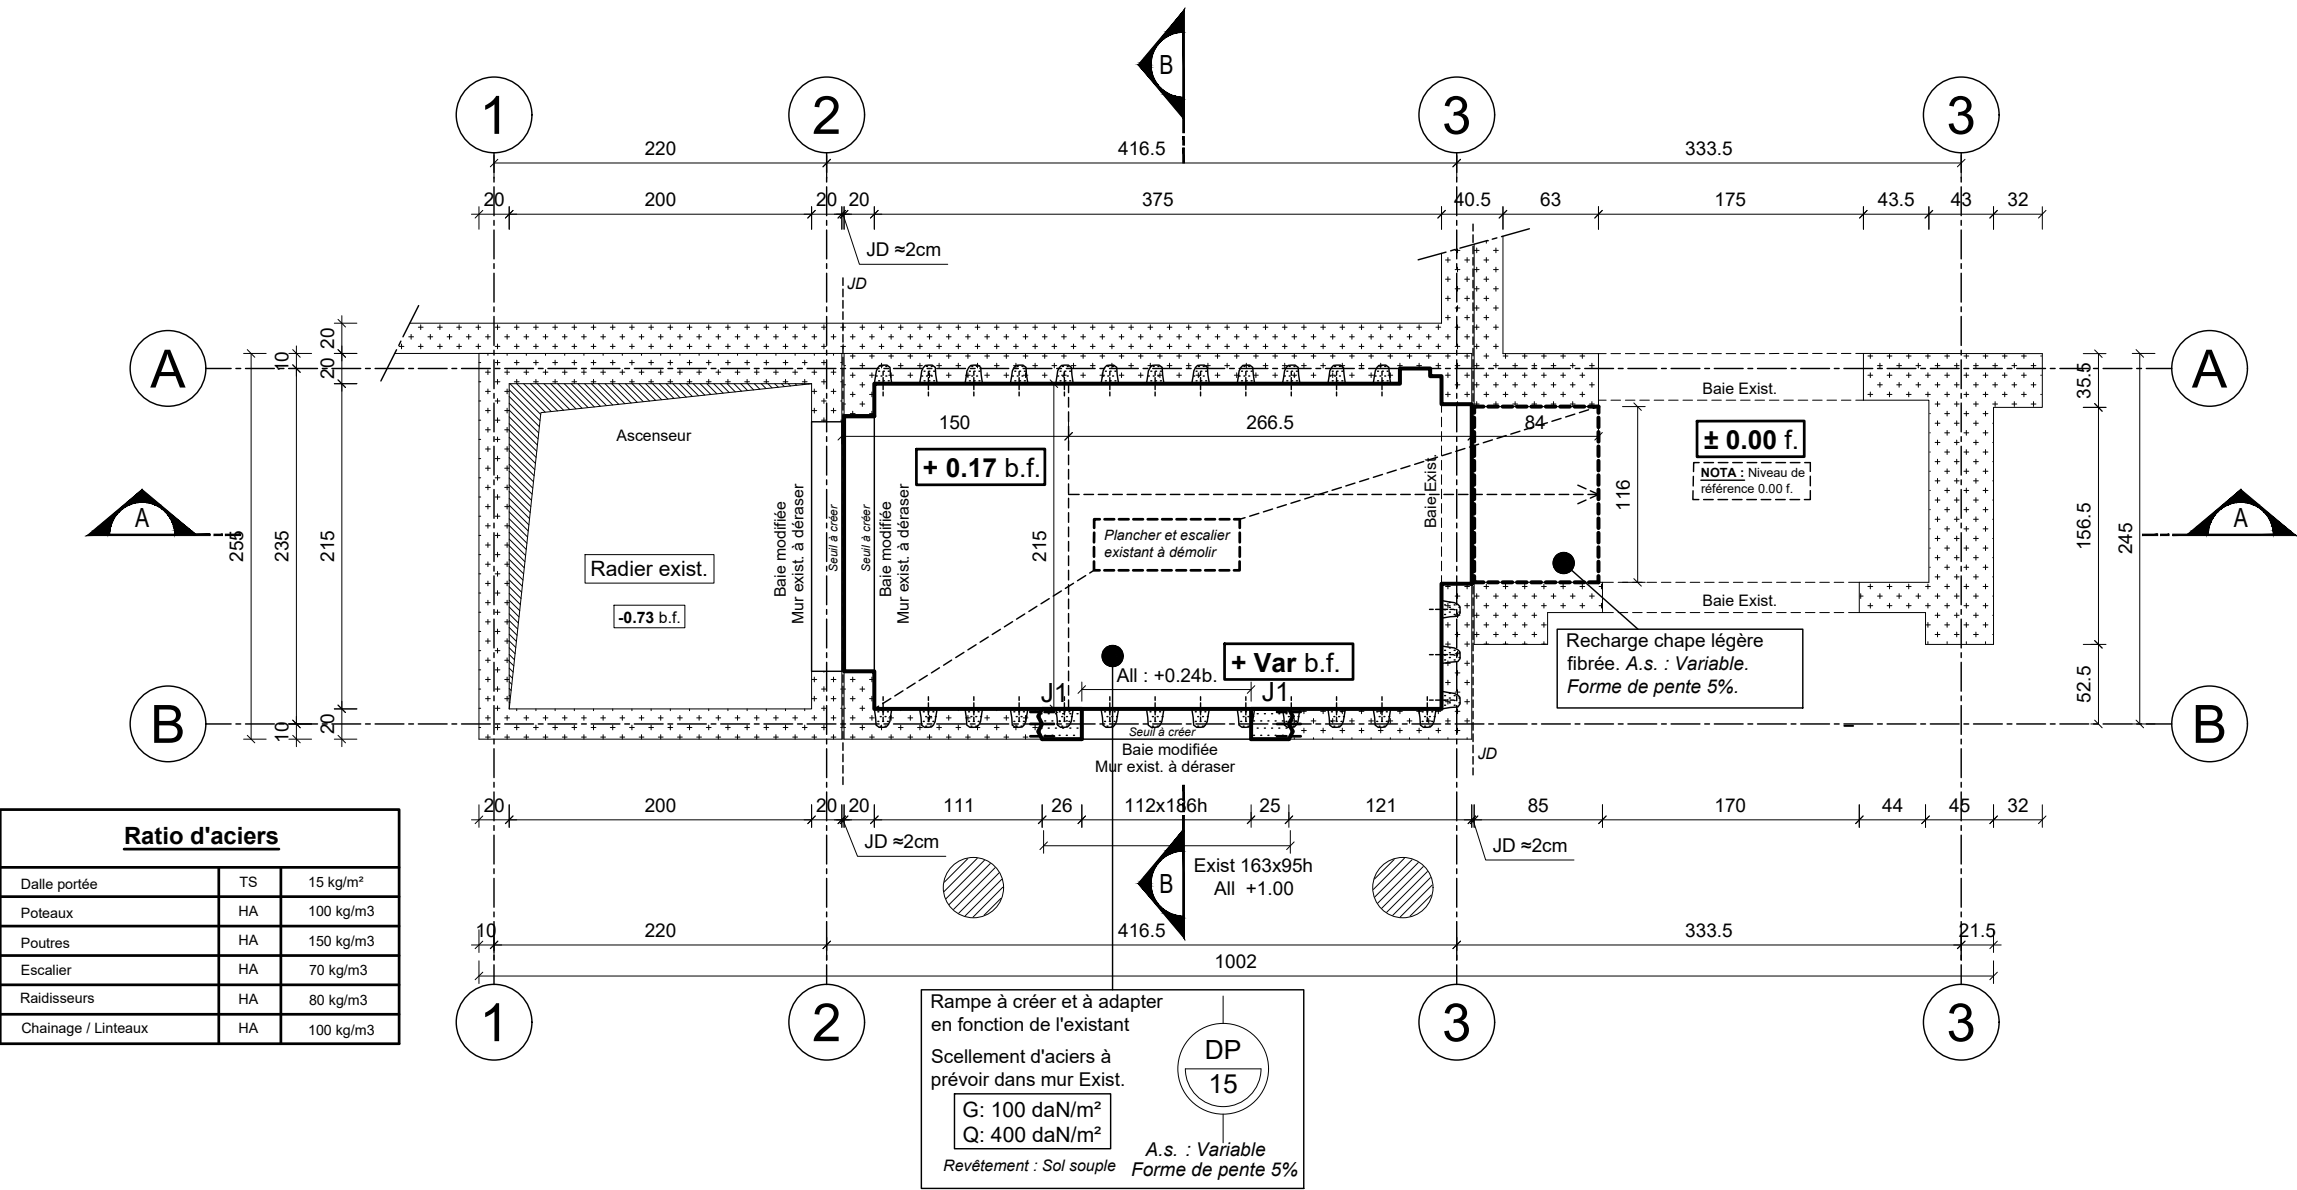 B
1
2
3
3
220
416.5
333.5
20
200
20
20
375
40.5
63
175
43.5
43
32
JD ≈2cm
JD
A
A
20
10
20
255
235
215
10
20
35.5
156.5
245
52.5
Baie Exist.
150
266.5
84
Ascenseur
+ 0.17 b.f.
± 0.00 f.
NOTA : Niveau de
référence 0.00 f.
A
A
Baie modifiée
Mur exist. à déraser
Seuil à créer
Seuil à créer
Baie modifiée
Mur exist. à déraser
215
Plancher et escalier
existant à démolir
Baie Exist.
116
Radier exist.
-0.73 b.f.
Baie Exist.
Recharge chape légère
fibrée. A.s. : Variable.
Forme de pente 5%.
+ Var b.f.
All : +0.24b.
J1
J1
B
B
Seuil à créer
Baie modifiée
Mur exist. à déraser
JD
20
200
20
20
111
26
112x186h
25
121
85
170
44
45
32
JD ≈2cm
JD ≈2cm
Exist 163x95h
All +1.00
B
Ratio d'aciers
Dalle portée TS 15 kg/m²
Poteaux HA 100 kg/m3
Poutres HA 150 kg/m3
Escalier HA 70 kg/m3
Raidisseurs HA 80 kg/m3
Chainage / Linteaux HA 100 kg/m3
10
220
416.5
333.5
21.5
1002
1
2
3
3
Rampe à créer et à adapter
en fonction de l'existant
Scellement d'aciers à
prévoir dans mur Exist.
DP
15
G: 100 daN/m²
Q: 400 daN/m²
Revêtement : Sol souple
A.s. : Variable
Forme de pente 5%